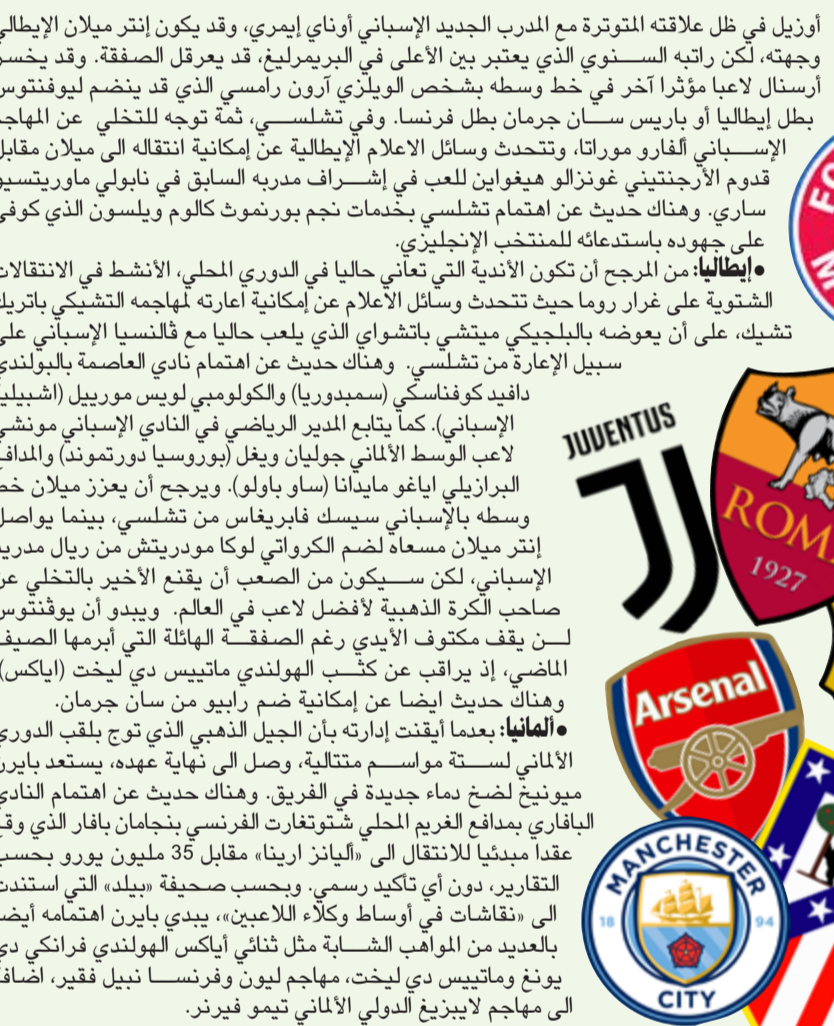 أوزيل في ظل علاقته المتوترة مع المدرب الجديد الإسباني أوناي إيمري، وقد يكون إنتر ميلان الإيطالي
وجهته، لكن راتبه الســـنوي الذي يعتبر بين الأعلى في البريمرليغ، قد يعرقل الصفقة. وقد يخسر
أرسنال لاعبا مؤثرا آخر في خط وسطه بشخص الويلزي آرون رامسي الذي قد ينضم ليوفنتوس
بطل إيطاليا أو باريس ســـان جرمان بطل فرنسا. وفي تشلســـي، ثمة توجه للتخلي عن المهاجم
الإســـباني ألفارو موراتا، وتتحدث وسائل الاعلام الإيطالية عن إمكانية انتقاله الى ميلان مقابل
قدوم الأرجنتيني غونزالو هيغواين للعب في إشـــراف مدربه السابق في نابولي ماوريتسيو
ساري. وهناك حديث عن اهتمام تشلسي بخدمات نجم بورنموث كالوم ويلسون الذي كوفئ
على جهوده باستدعائه للمنتخب الإنجليزي.
●إيطاليا: من المرجح أن تكون الأندية التي تعاني حاليا في الدوري المحلي، الأنشط في الانتقالات
الشتوية على غرار روما حيث تتحدث وسائل الاعلام عن إمكانية اعارته لمهاجمه التشيكي باتريك
تشيك، على أن يعوضه بالبلجيكي ميتشي باتشواي الذي يلعب حاليا مع ڤالنسيا الإسباني على
سبيل الإعارة من تشلسي. وهناك حديث عن اهتمام نادي العاصمة بالبولندي
دافيد كوفناسكي (سمبدوريا) والكولومبي لويس مورييل (اشبيليا
الإسباني). كما يتابع المدير الرياضي في النادي الإسباني مونشي
لاعب الوسط الألماني جوليان ويغل (بوروسيا دورتموند) والمدافع
البرازيلي اياغو مايدانا (ساو باولو). ويرجح أن يعزز ميلان خط
وسطه بالإسباني سيسك فابريغاس من تشلسي، بينما يواصل
إنتر ميلان مسعاه لضم الكرواتي لوكا مودريتش من ريال مدريد
الإسباني، لكن ســـيكون من الصعب أن يقنع الأخير بالتخلي عن
صاحب الكرة الذهبية لأفضل لاعب في العالم. ويبدو أن يوڤنتوس
لـــن يقف مكتوف الأيدي رغم الصفقـــة الهائلة التي أبرمها الصيف
الماضي، إذ يراقب عن كثـــب الهولندي ماتييس دي ليخت (اياكس).
وهناك حديث ايضا عن إمكانية ضم رابيو من سان جرمان.
●ألمانيا: بعدما أيقنت إدارته بأن الجيل الذهبي الذي توج بلقب الدوري
الألماني لســـتة مواســـم متتالية، وصل الى نهاية عهده، يستعد بايرن
ميونيخ لضخ دماء جديدة في الفريق. وهناك حديث عن اهتمام النادي
البافاري بمدافع الغريم المحلي شتوتغارت الفرنسي بنجامان بافار الذي وقع
عقدا مبدئيا للانتقال الى «أليانز ارينا» مقابل 35 مليون يورو بحسب
التقارير، دون أي تأكيد رسمي. وبحسب صحيفة «بيلد» التي استندت
الى «نقاشات في أوساط وكلاء اللاعبين»، يبدي بايرن اهتمامه أيضا
بالعديد من المواهب الشـــابة مثل ثنائي أياكس الهولندي فرانكي دي
يونغ وماتييس دي ليخت، مهاجم ليون وفرنســـا نبيل فقير، اضافة
الى مهاجم لايبزيغ الدولي الألماني تيمو فيرنر.
JUVENTUS
ROMA
1927
Arsenal
MANCHESTER
18 94
CITY